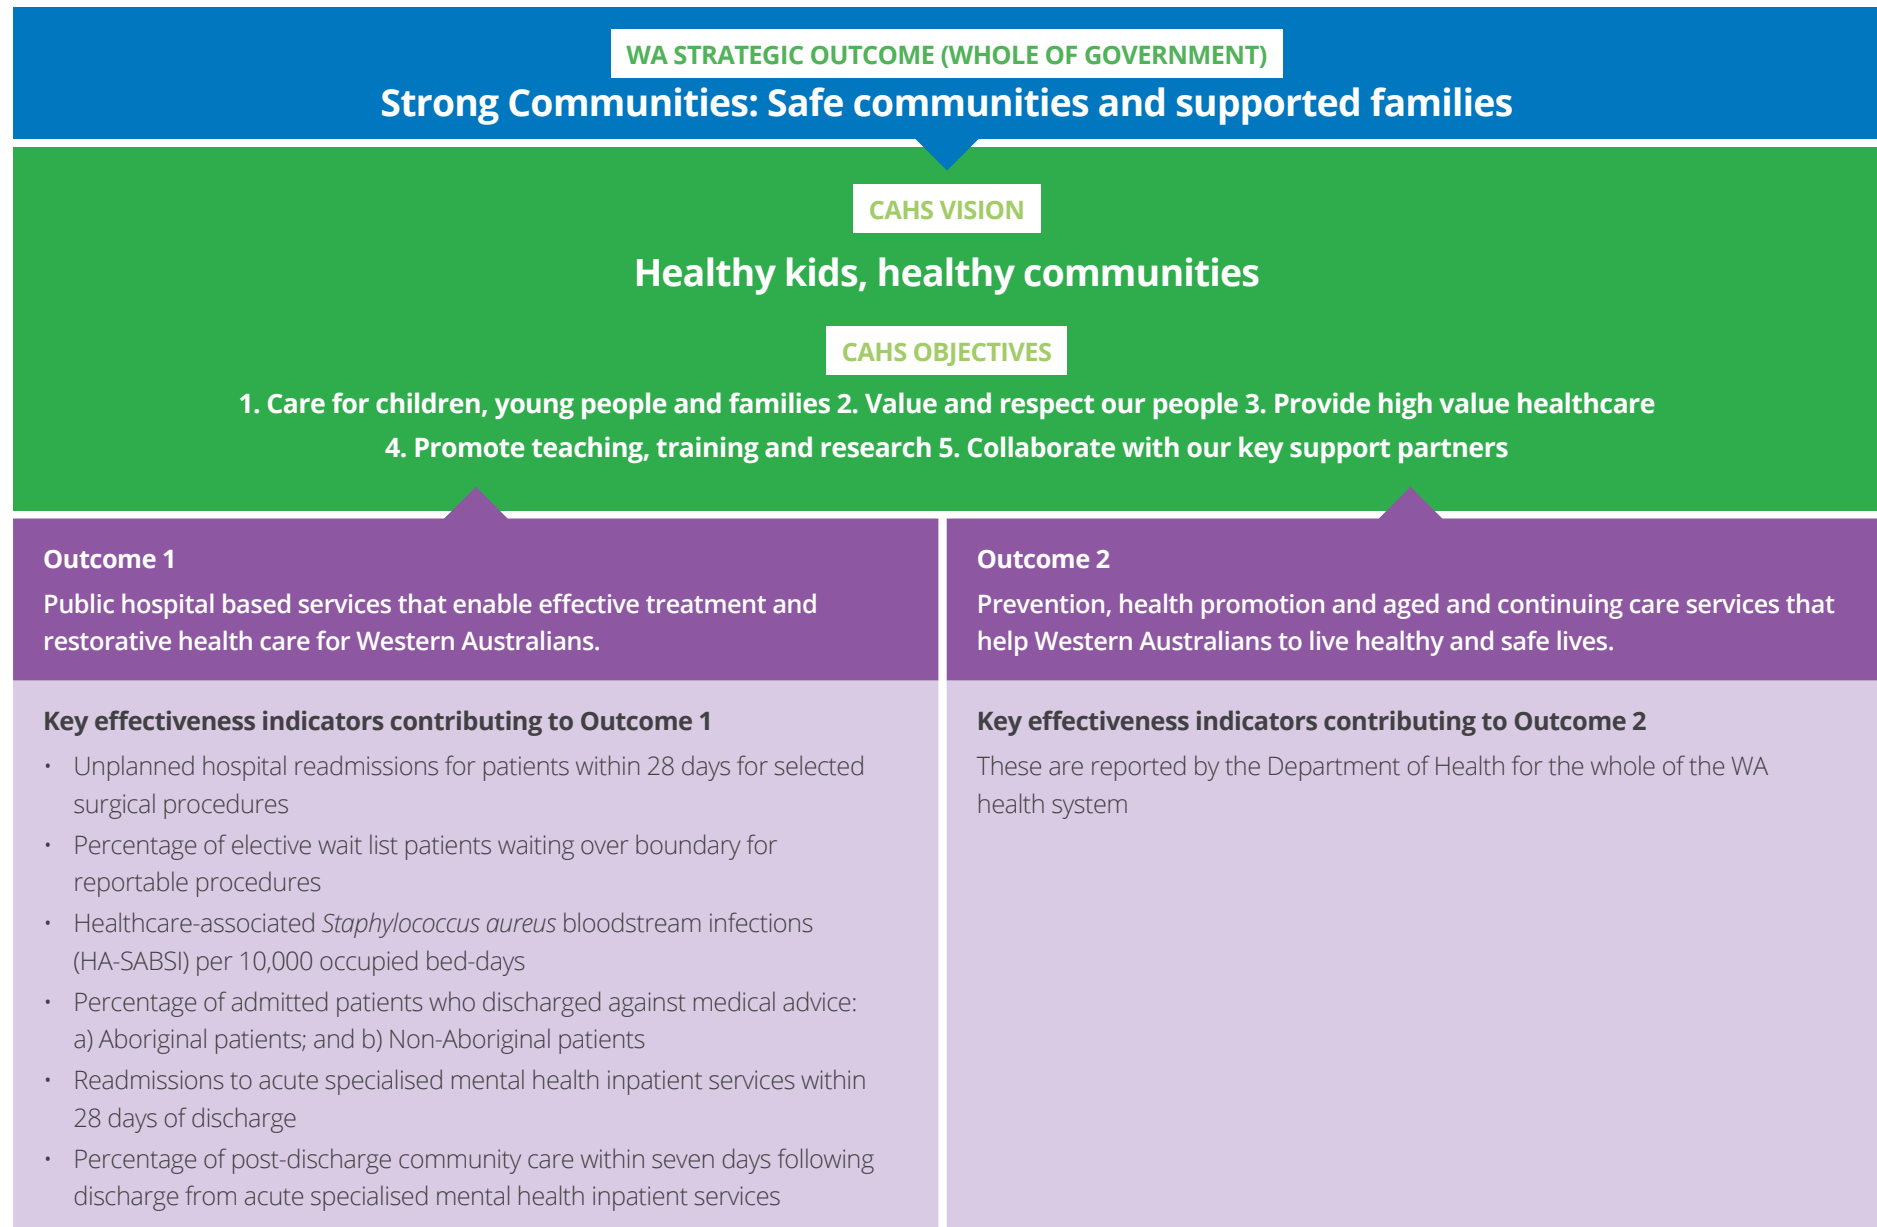 WA STRATEGIC OUTCOME (WHOLE OF GOVERNMENT)
Strong Communities: Safe communities and supported families
CAHS VISION
Healthy kids, healthy communities
CAHS OBJECTIVES
1. Care for children, young people and families 2. Value and respect our people 3. Provide high value healthcare
4. Promote teaching, training and research 5. Collaborate with our key support partners
Outcome 1
Public hospital based services that enable effective treatment and
restorative health care for Western Australians.
Key effectiveness indicators contributing to Outcome 1
• Unplanned hospital readmissions for patients within 28 days for selected
surgical procedures
• Percentage of elective wait list patients waiting over boundary for
reportable procedures
• Healthcare-associated Staphylococcus aureus bloodstream infections
(HA-SABSI) per 10,000 occupied bed-days
• Percentage of admitted patients who discharged against medical advice:
a) Aboriginal patients; and b) Non-Aboriginal patients
• Readmissions to acute specialised mental health inpatient services within
28 days of discharge
• Percentage of post-discharge community care within seven days following
discharge from acute specialised mental health inpatient services
Outcome 2
Prevention, health promotion and aged and continuing care services that
help Western Australians to live healthy and safe lives.
Key effectiveness indicators contributing to Outcome 2
These are reported by the Department of Health for the whole of the WA
health system